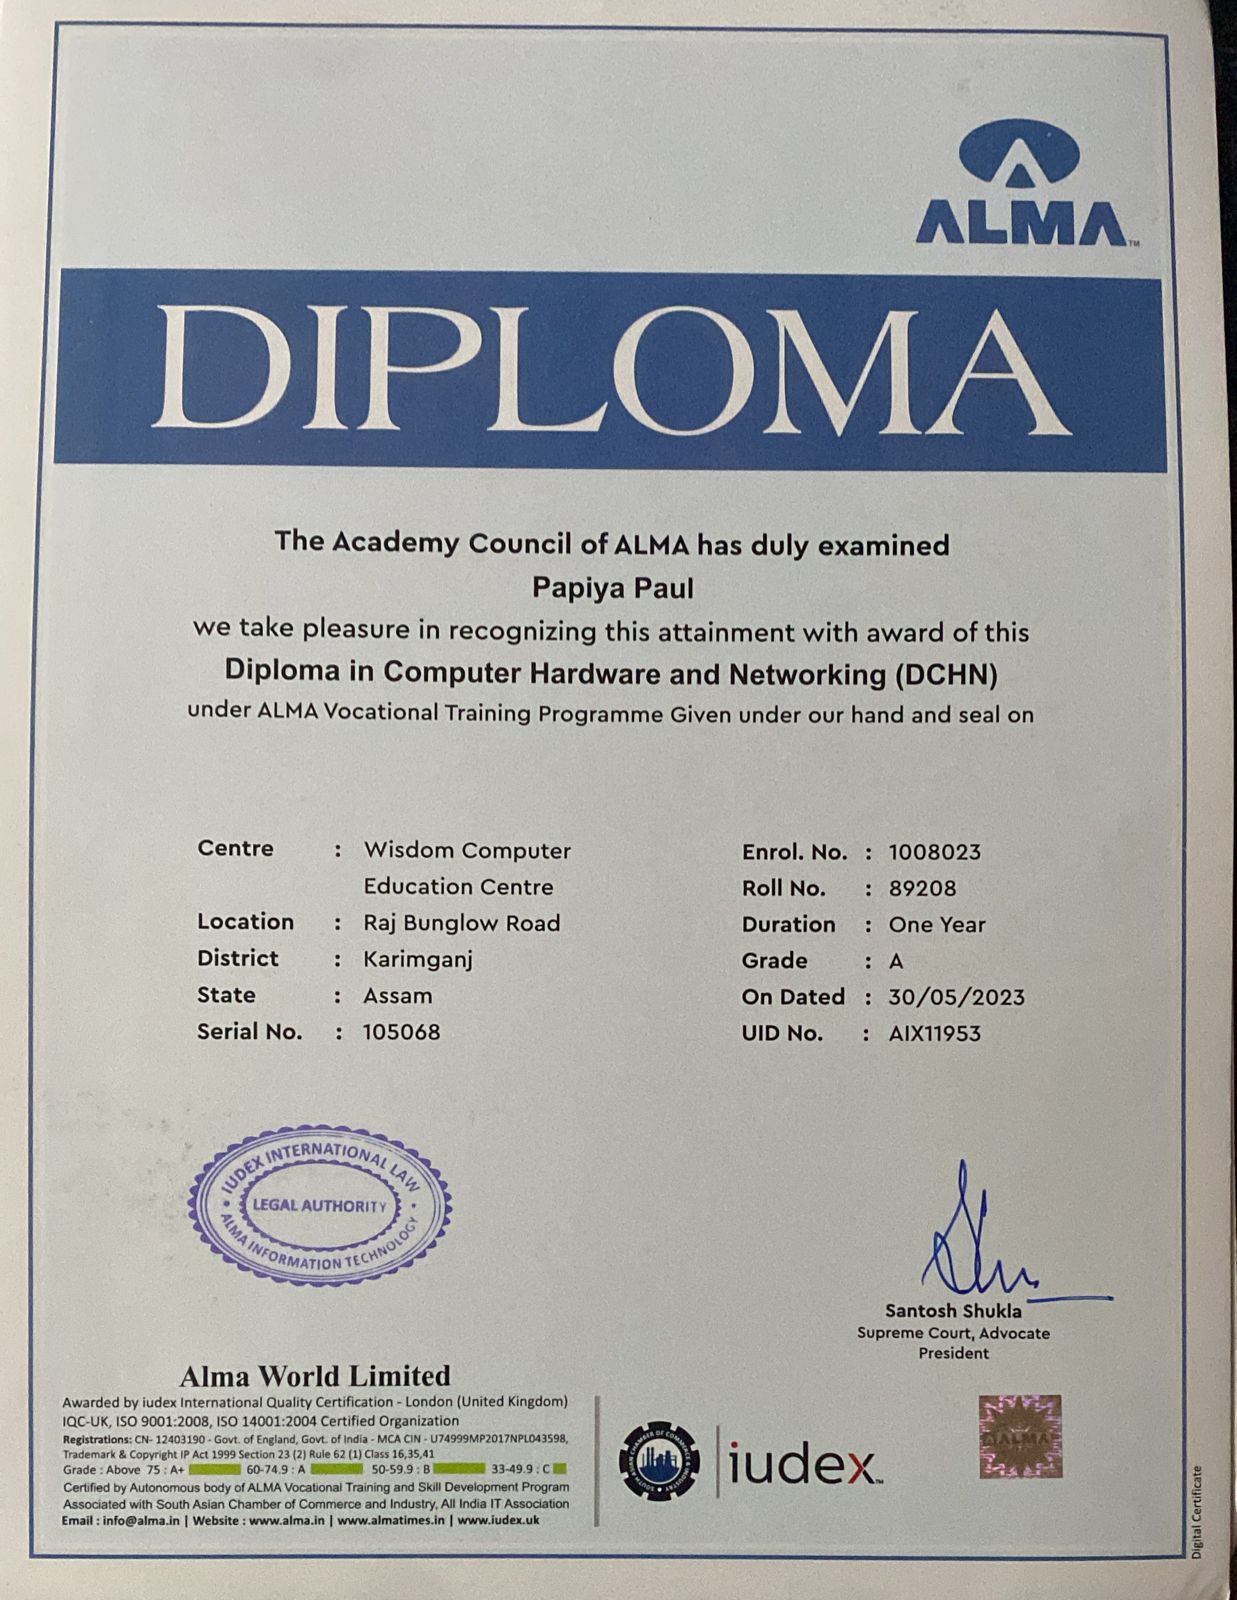 ALMA™
DIPLOMA
The Academy Council of ALMA has duly examined
Papiya Paul
we take pleasure in recognizing this attainment with award of this
Diploma in Computer Hardware and Networking (DCHN)
under ALMA Vocational Training Programme Given under our hand and seal on
Centre : Wisdom Computer
Education Centre
Location : Raj Bunglow Road
District : Karimganj
State : Assam
Serial No. : 105068
Enrol. No. : 1008023
Roll No. : 89208
Duration : One Year
Grade : A
On Dated : 30/05/2023
UID No. : AIX11953
IUDEX INTERNATIONAL LAW
LEGAL AUTHORITY
ALMA INFORMATION TECHNOLOGY
Santosh Shukla
Supreme Court, Advocate
President
Alma World Limited
Awarded by iudex International Quality Certification - London (United Kingdom)
IQC-UK, ISO 9001:2008, ISO 14001:2004 Certified Organization
Registrations: CN- 12403190 - Govt. of England, Govt. of India - MCA CIN - U74999MP2017NPL043598,
Trademark & Copyright IP Act 1999 Section 23 (2) Rule 62 (1) Class 16,35,41
Grade : Above 75 : A+ 60-74.9 : A 50-59.9 : B 33-49.9 : C
Certified by Autonomous body of ALMA Vocational Training and Skill Development Program
Associated with South Asian Chamber of Commerce and Industry, All India IT Association
Email : info@alma.in | Website : www.alma.in | www.almatimes.in | www.iudex.uk
SOUTH ASIAN CHAMBER OF COMMERCE & INDUSTRY
iudex™
ALMA
Digital Certificate